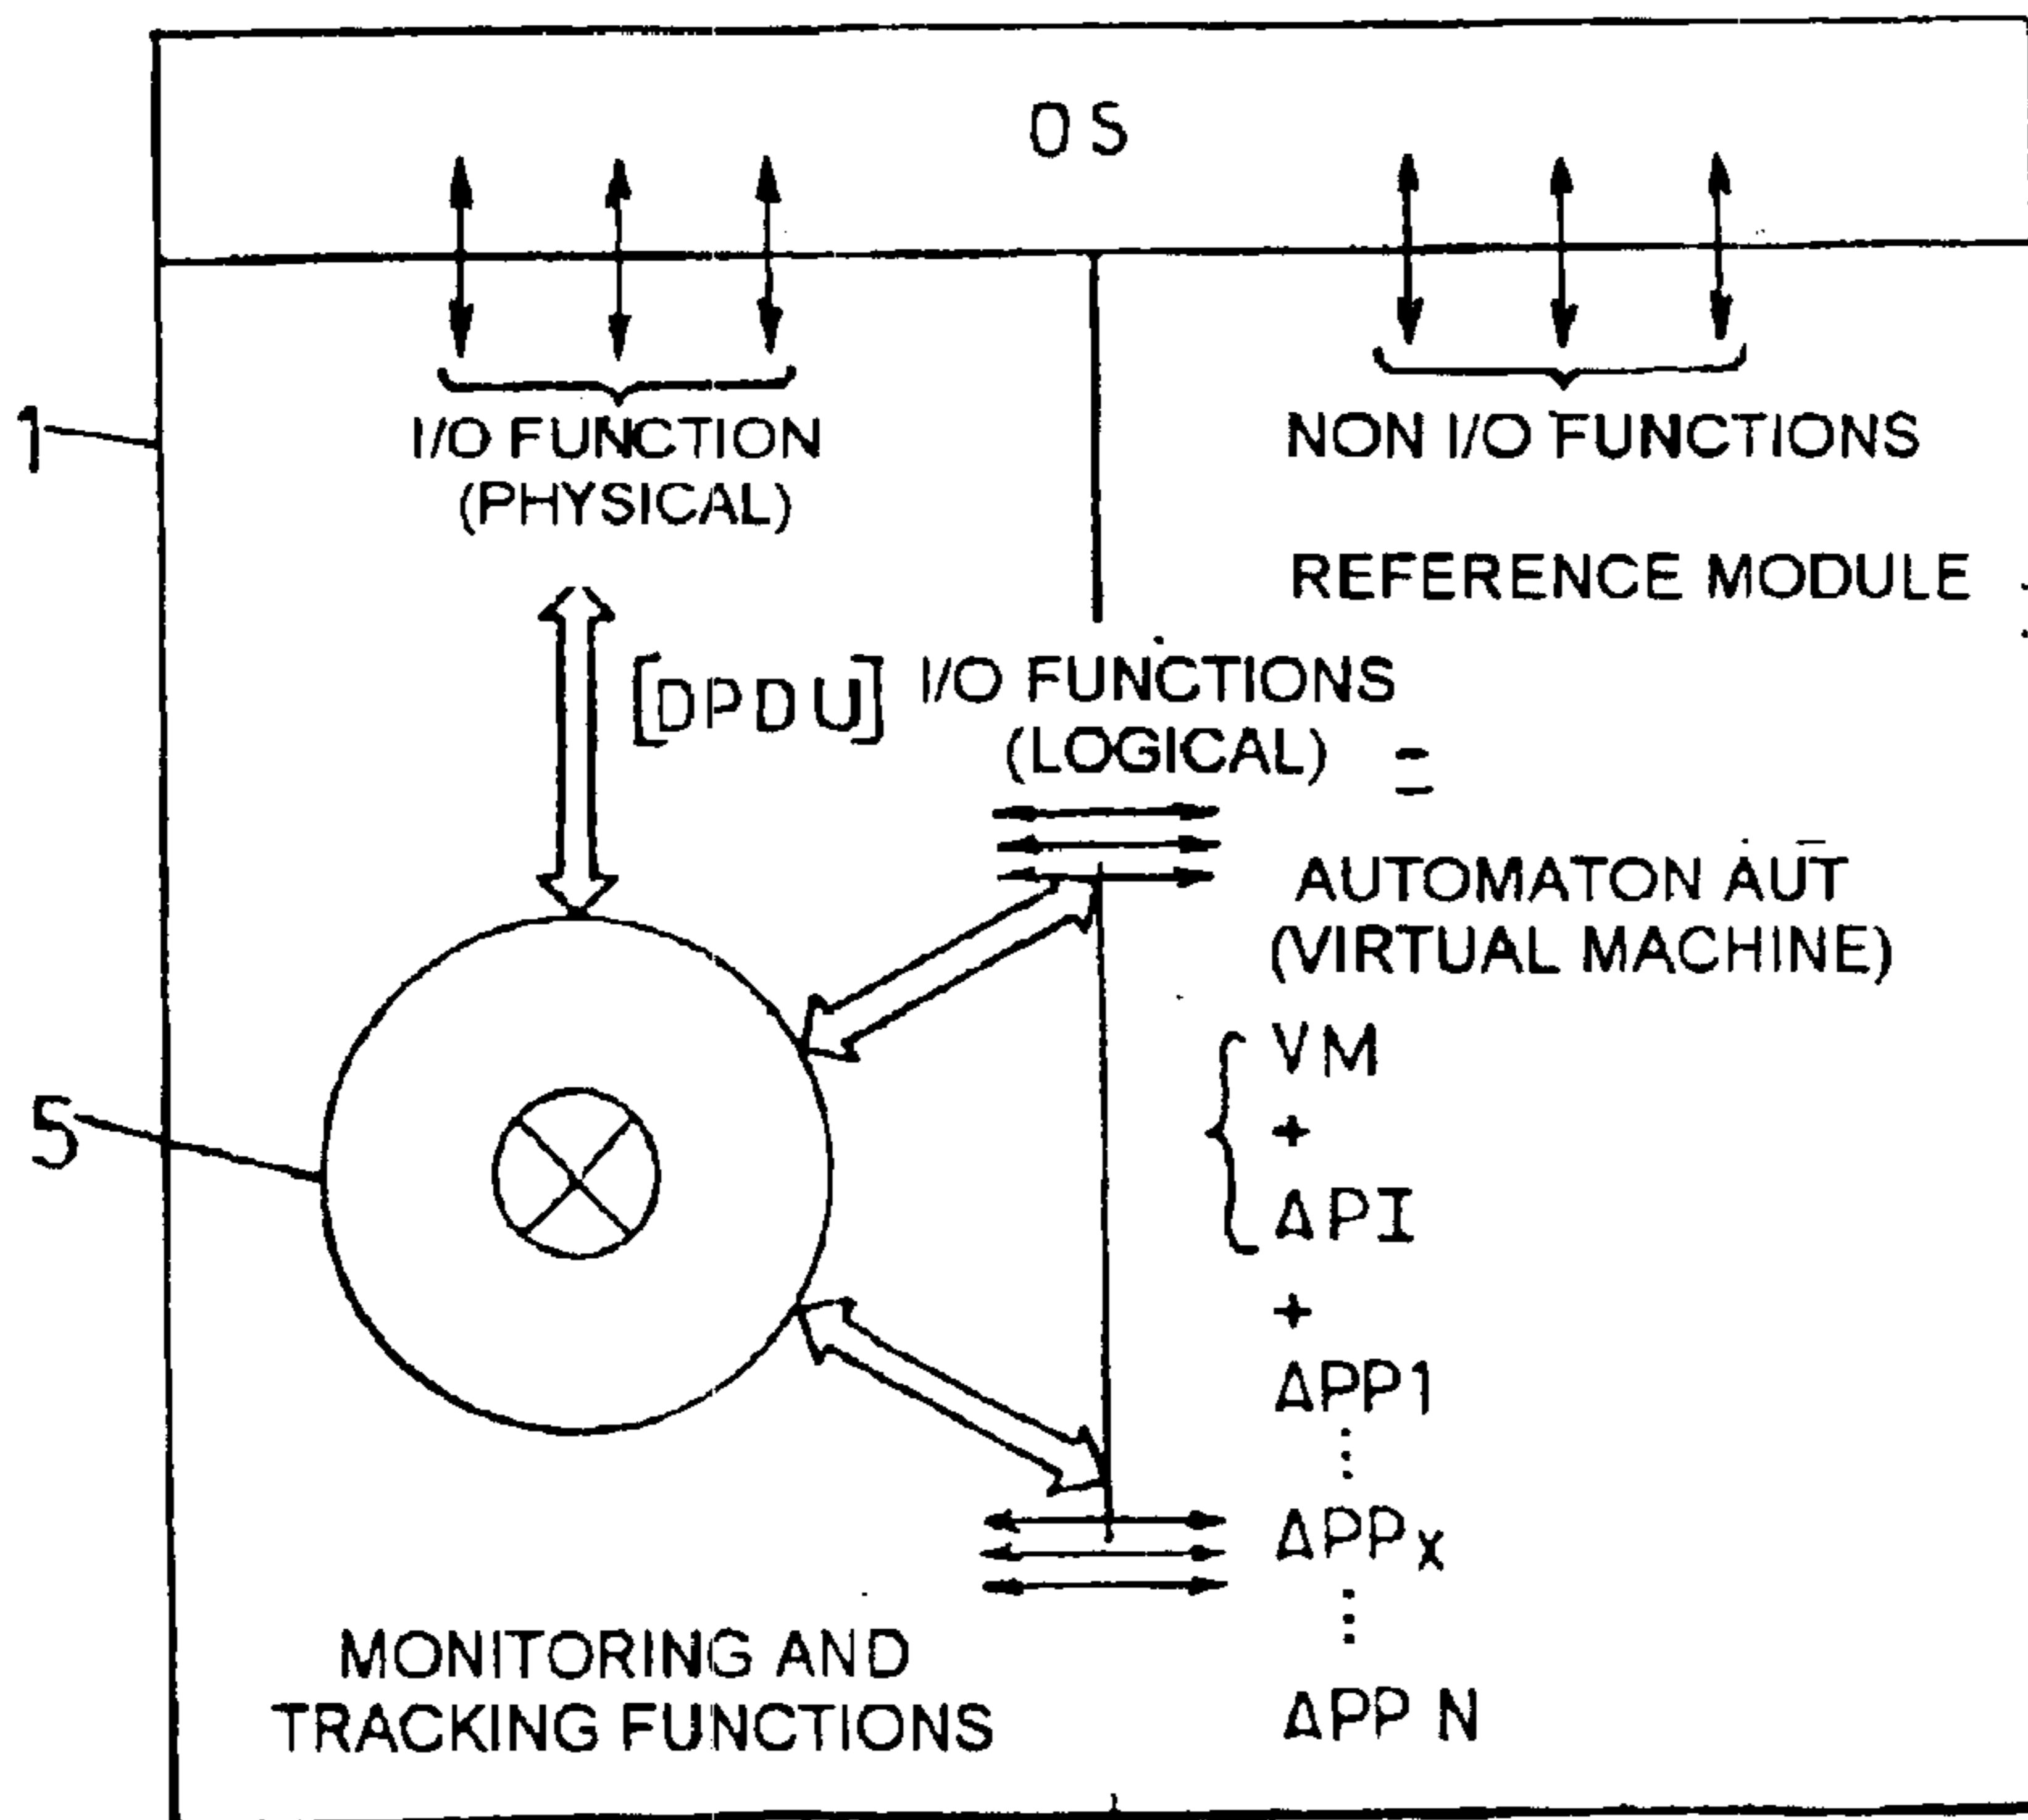 OS
1
I/O FUNCTION
(PHYSICAL)
NON I/O FUNCTIONS
REFERENCE MODULE
[DPDU]
I/O FUNCTIONS
(LOGICAL)
=
AUTOMATON AUT
(VIRTUAL MACHINE)
VM
+
API
+
5
APP1
⋮
APPx
⋮
APP N
MONITORING AND
TRACKING FUNCTIONS